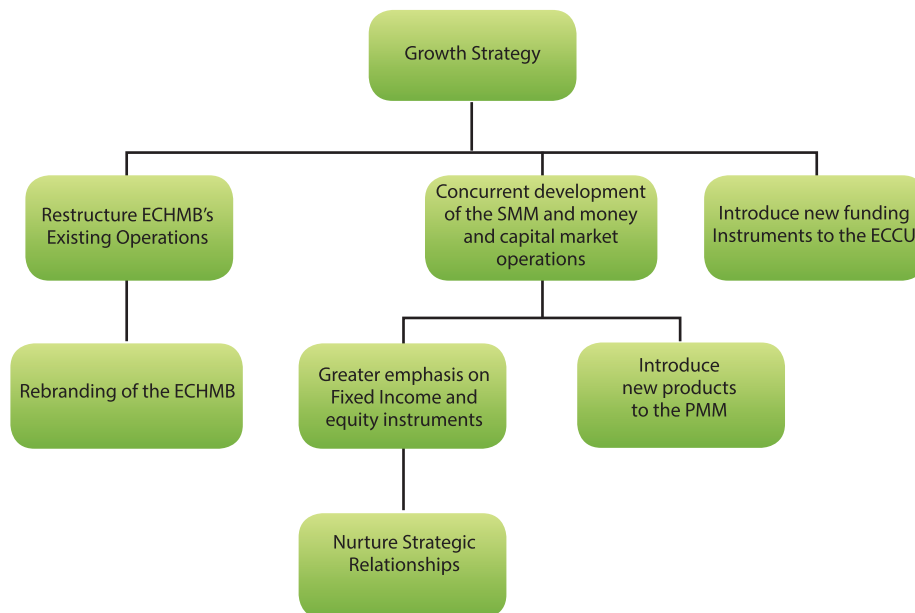 Growth Strategy
Restructure ECHMB's
Existing Operations
Concurrent development
of the SMM and money
and capital market
operations
Introduce new funding
Instruments to the ECCU
Rebranding of the ECHMB
Greater emphasis on
Fixed Income and
equity instruments
Introduce
new products
to the PMM
Nurture Strategic
Relationships